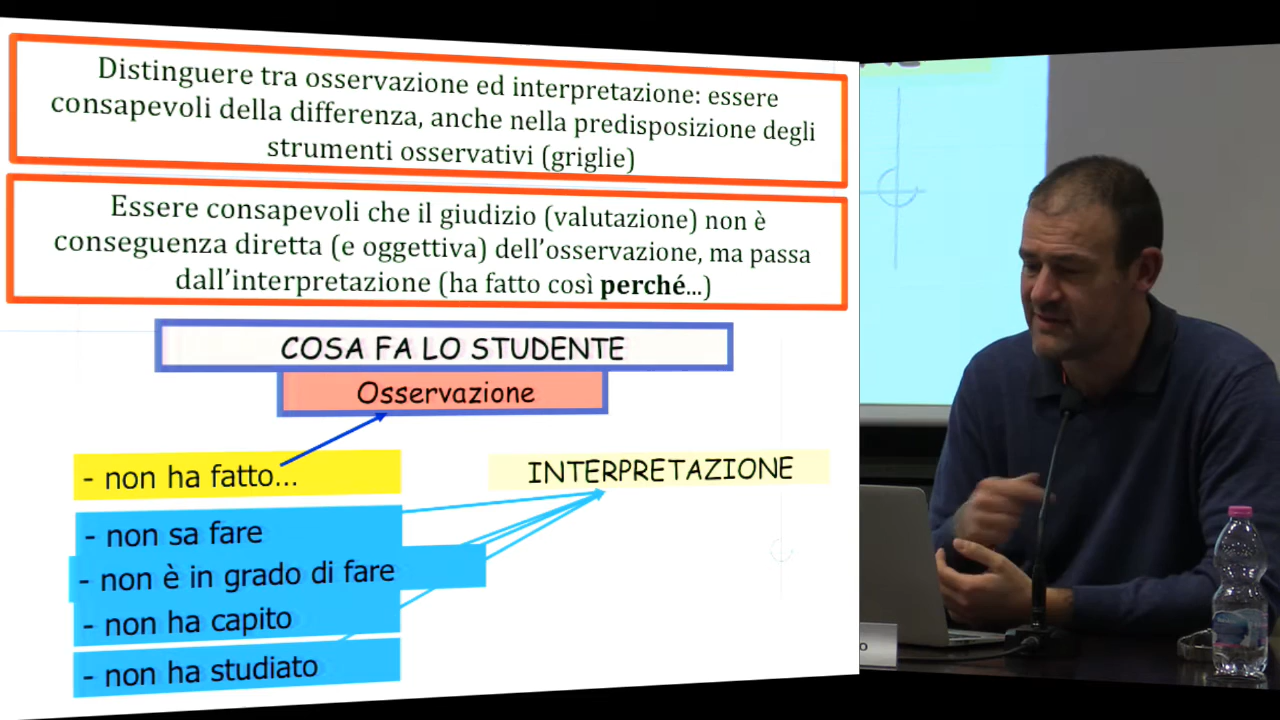 Distinguere tra osservazione ed interpretazione: essere
consapevoli della differenza, anche nella predisposizione degli
strumenti osservativi (griglie)
Essere consapevoli che il giudizio (valutazione) non è
conseguenza diretta (e oggettiva) dell'osservazione, ma passa
dall'interpretazione (ha fatto così perché...)
COSA FA LO STUDENTE
Osservazione
- non ha fatto...
INTERPRETAZIONE
- non sa fare
- non è in grado di fare
- non ha capito
- non ha studiato